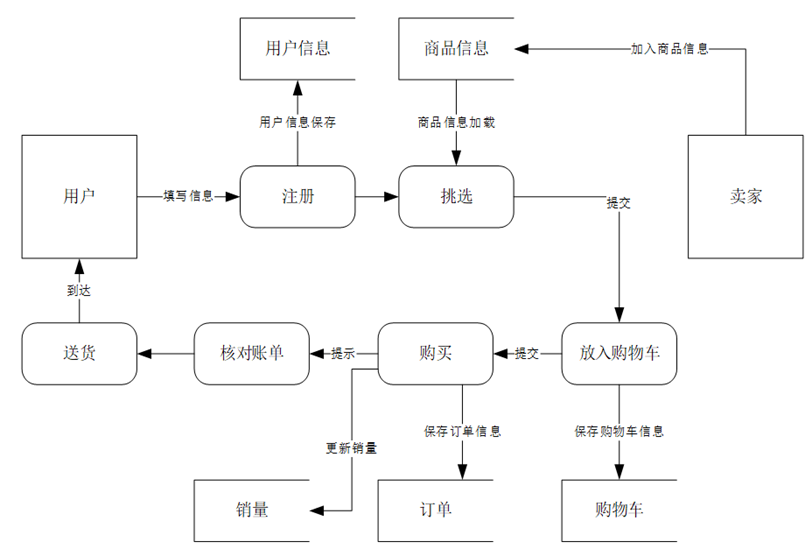 用户信息
商品信息
加入商品信息
用户信息保存
商品信息加载
用户
填写信息
注册
挑选
提交
卖家
到达
送货
核对账单
提示
购买
提交
放入购物车
更新销量
保存订单信息
保存购物车信息
销量
订单
购物车